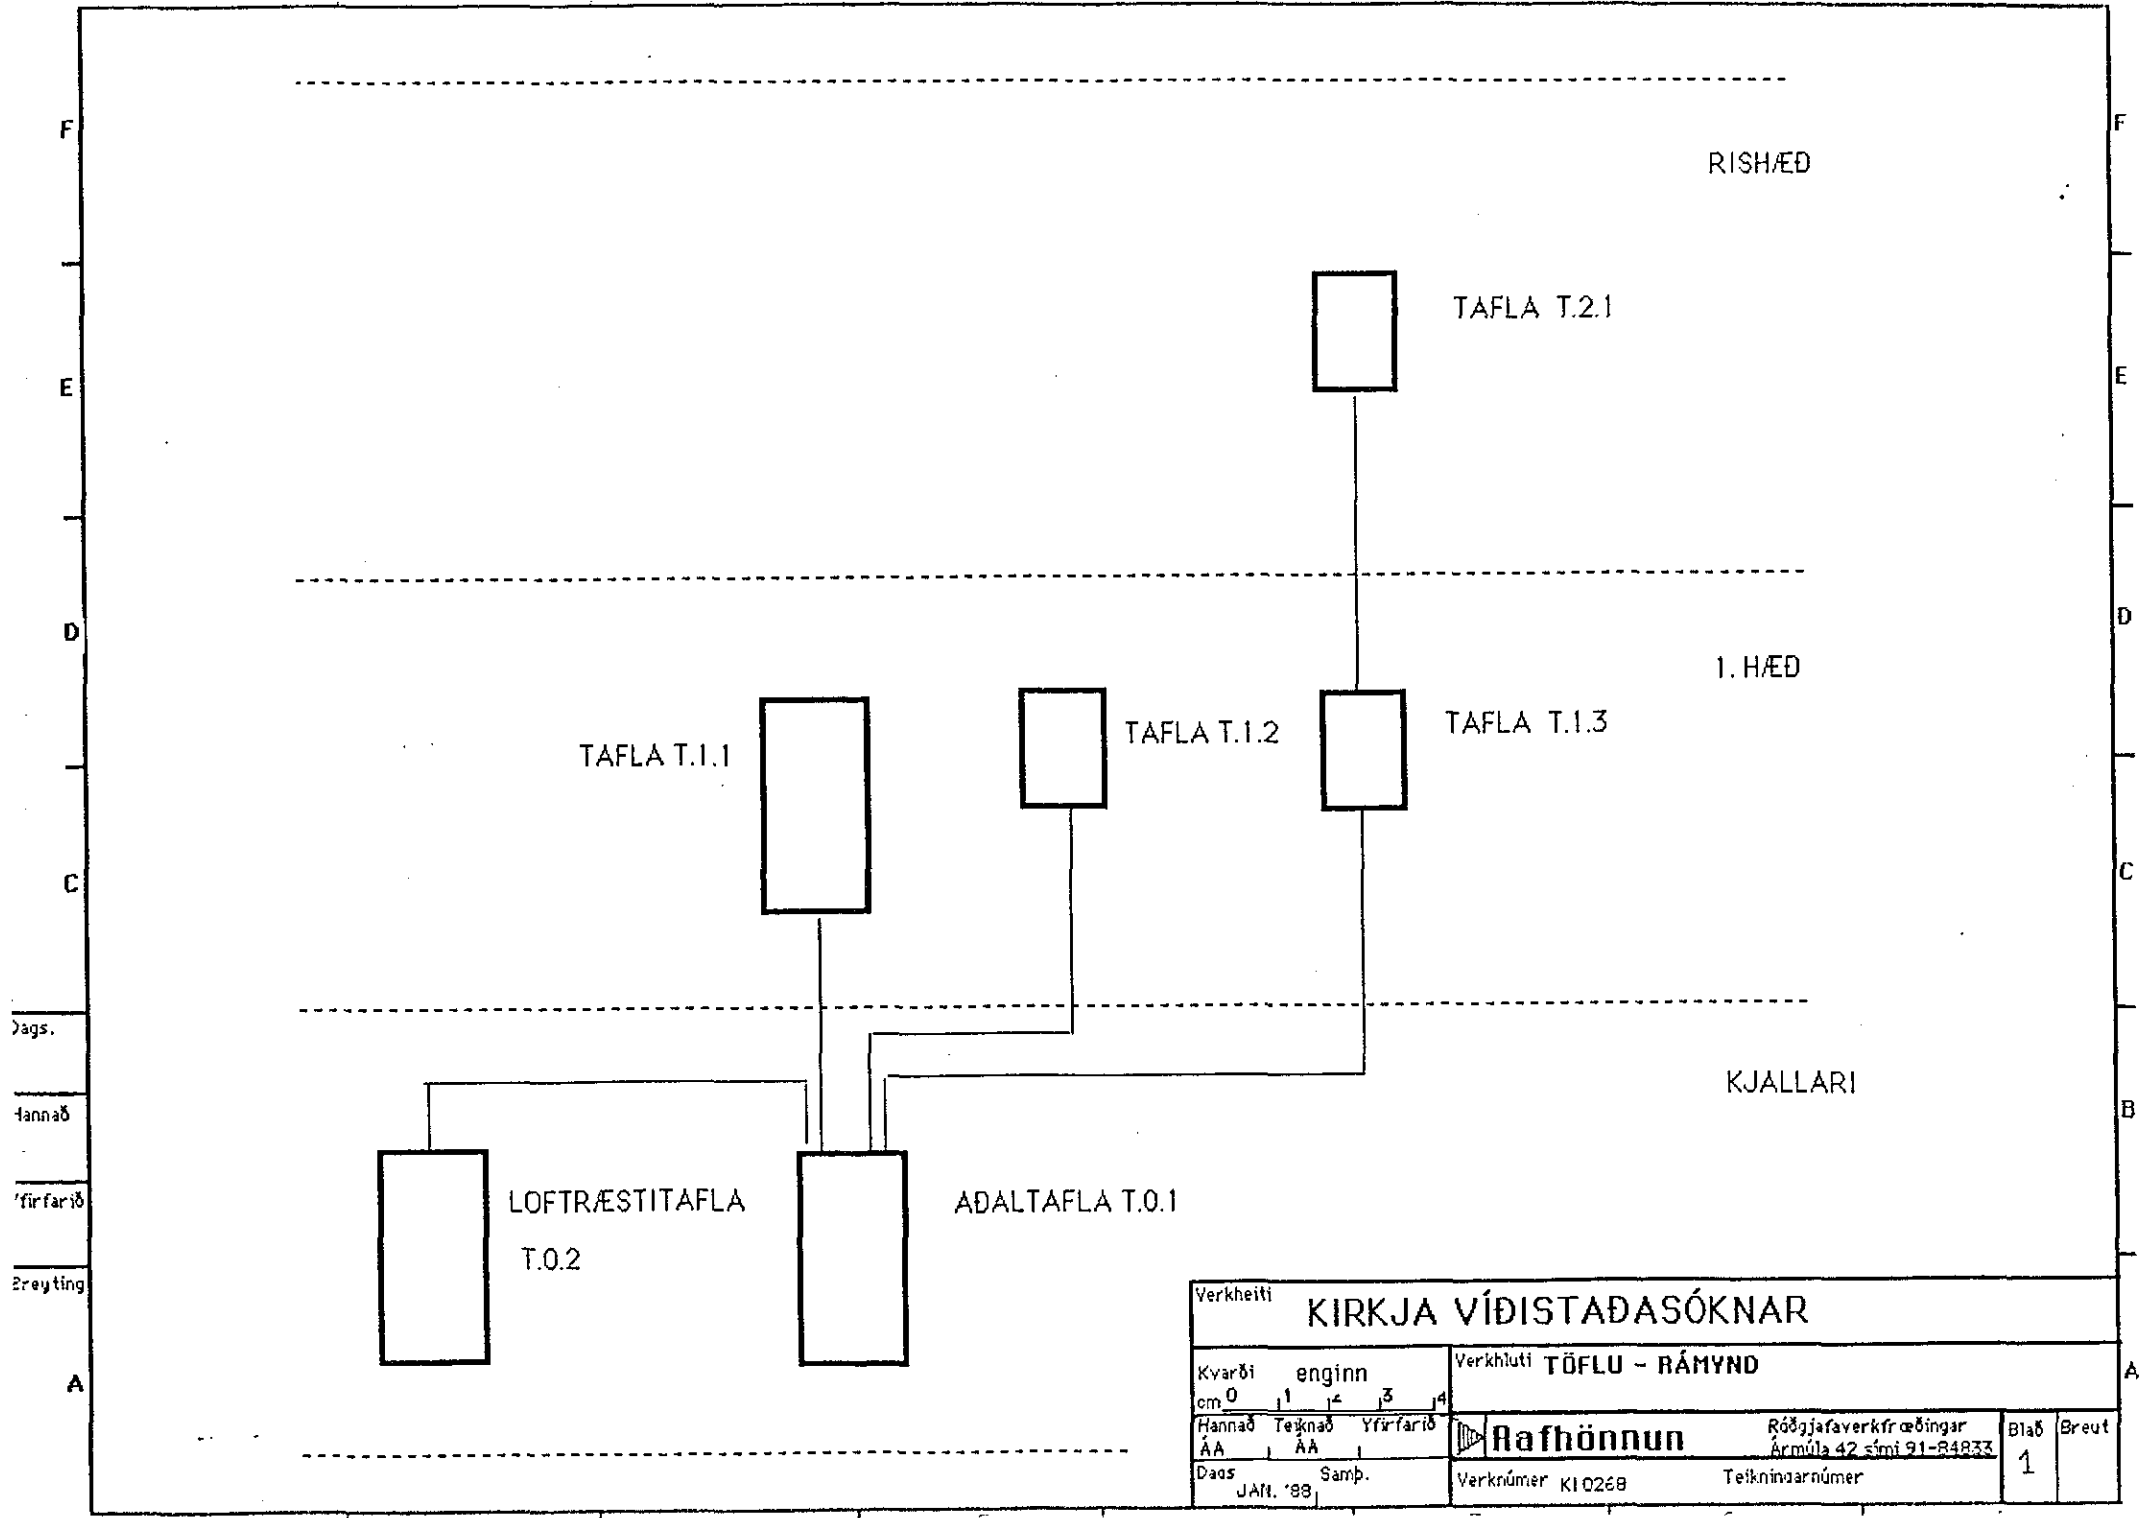 F
F
RISHÆÐ
TAFLA T.2.1
E
E
D
D
1. HÆÐ
TAFLA T.1.1
TAFLA T.1.2
TAFLA T.1.3
C
C
Dags.
KJALLARI
Hannað
B
Yfirfarið
LOFTRÆSTITAFLA
T.0.2
AÐALTAFLA T.0.1
Breyting
Verkheiti
KIRKJA VÍÐISTAÐASÓKNAR
A
Kvarði enginn
cm 0 1 2 3 4
Verkhluti TÖFLU - RÁMYND
A
Hannað Teiknað Yfirfarið
ÁA ÁA
Rafhönnun
Ráðgjafaverkfræðingar
Ármúla 42 sími 91-84833
Blað
1
Breyt
Dags Samþ.
JAN. '88
Verknúmer KI0268
Teikningarnúmer